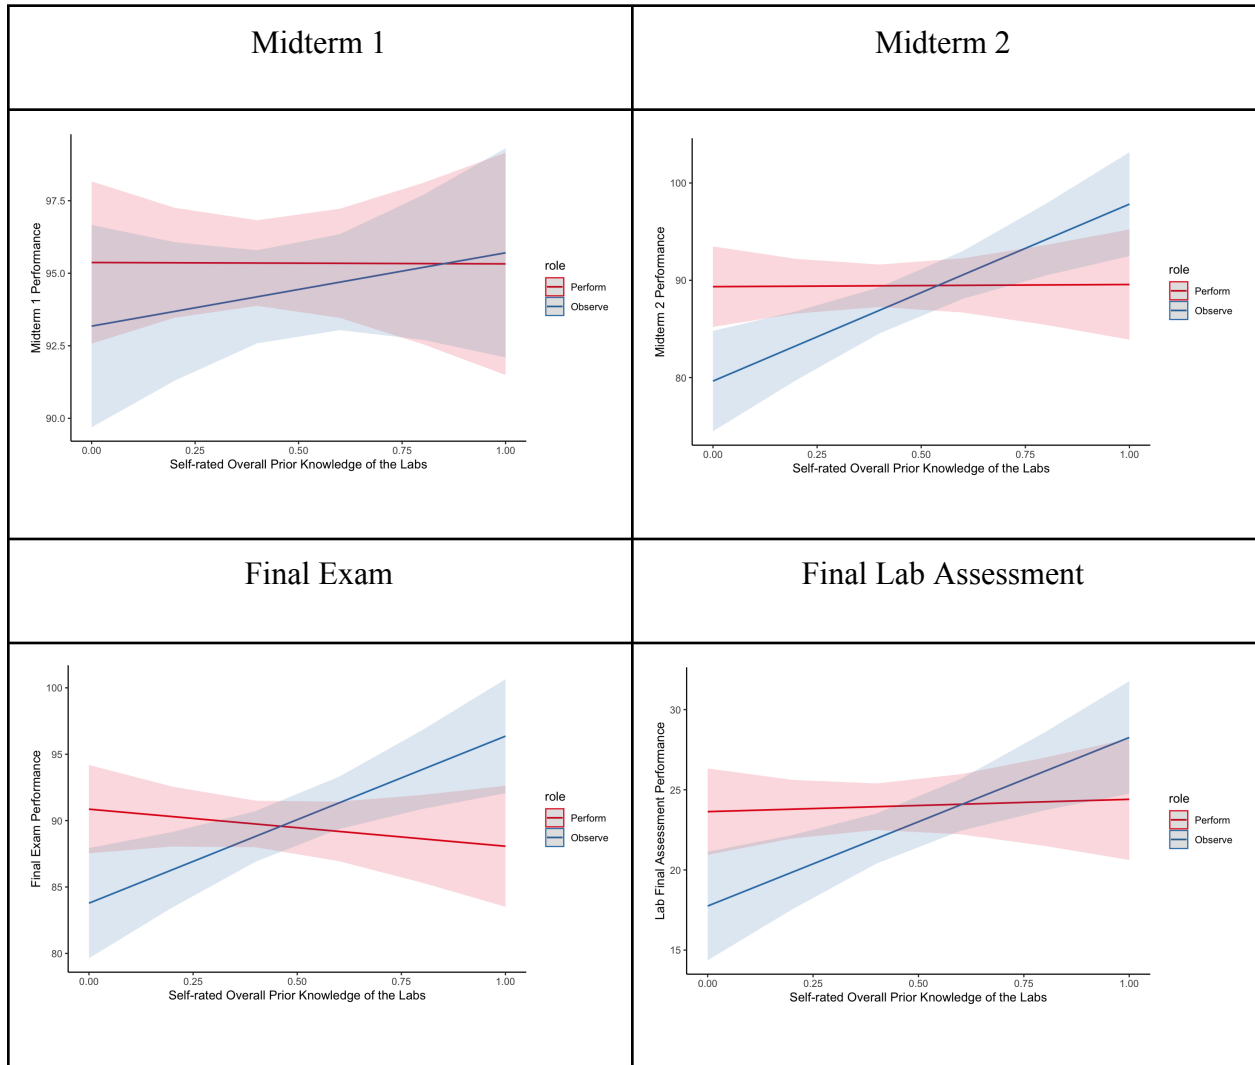 Midterm 1
Midterm 2
Midterm 1 Performance
97.5
95.0
92.5
90.0
0.00
0.25
0.50
0.75
1.00
Self-rated Overall Prior Knowledge of the Labs
role
Perform
Observe
Midterm 2 Performance
100
90
80
0.00
0.25
0.50
0.75
1.00
Self-rated Overall Prior Knowledge of the Labs
role
Perform
Observe
Final Exam
Final Lab Assessment
Final Exam Performance
100
95
90
85
80
0.00
0.25
0.50
0.75
1.00
Self-rated Overall Prior Knowledge of the Labs
role
Perform
Observe
Lab Final Assessment Performance
30
25
20
15
0.00
0.25
0.50
0.75
1.00
Self-rated Overall Prior Knowledge of the Labs
role
Perform
Observe